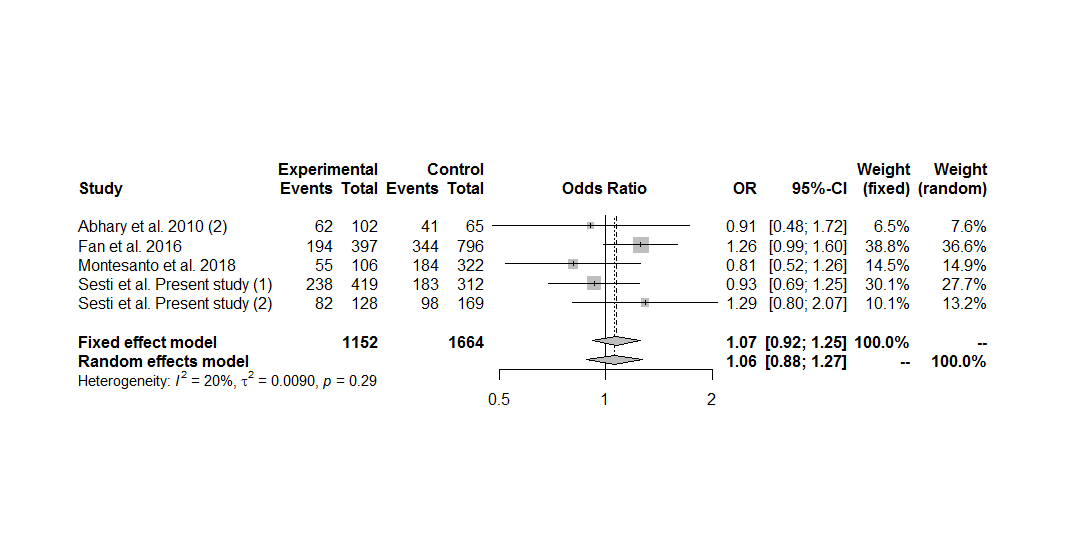 Experimental Control Weight Weight
Study Events Total Events Total Odds Ratio OR 95%-CI (fixed) (random)
Abhary et al. 2010 (2) 62 102 41 65 0.91 [0.48; 1.72] 6.5% 7.6%
Fan et al. 2016 194 397 344 796 1.26 [0.99; 1.60] 38.8% 36.6%
Montesanto et al. 2018 55 106 184 322 0.81 [0.52; 1.26] 14.5% 14.9%
Sesti et al. Present study (1) 238 419 183 312 0.93 [0.69; 1.25] 30.1% 27.7%
Sesti et al. Present study (2) 82 128 98 169 1.29 [0.80; 2.07] 10.1% 13.2%
Fixed effect model 1152 1664 1.07 [0.92; 1.25] 100.0% --
Random effects model 1.06 [0.88; 1.27] -- 100.0%
Heterogeneity: I² = 20%, τ² = 0.0090, p = 0.29
0.5 1 2